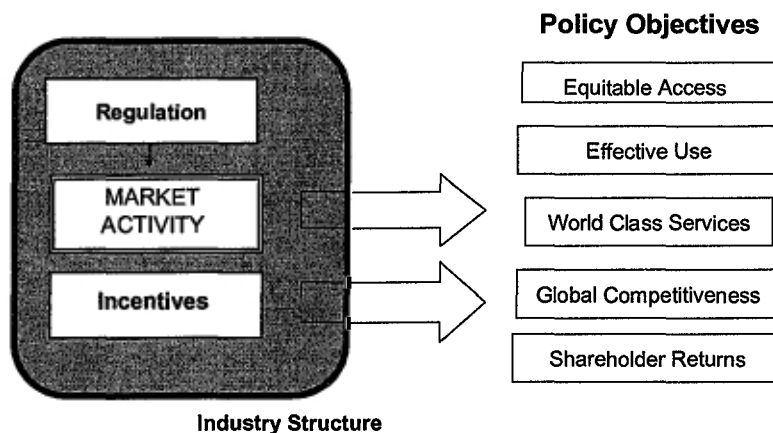 Policy Objectives
Regulation
MARKET
ACTIVITY
Incentives
Industry Structure
Equitable Access
Effective Use
World Class Services
Global Competitiveness
Shareholder Returns